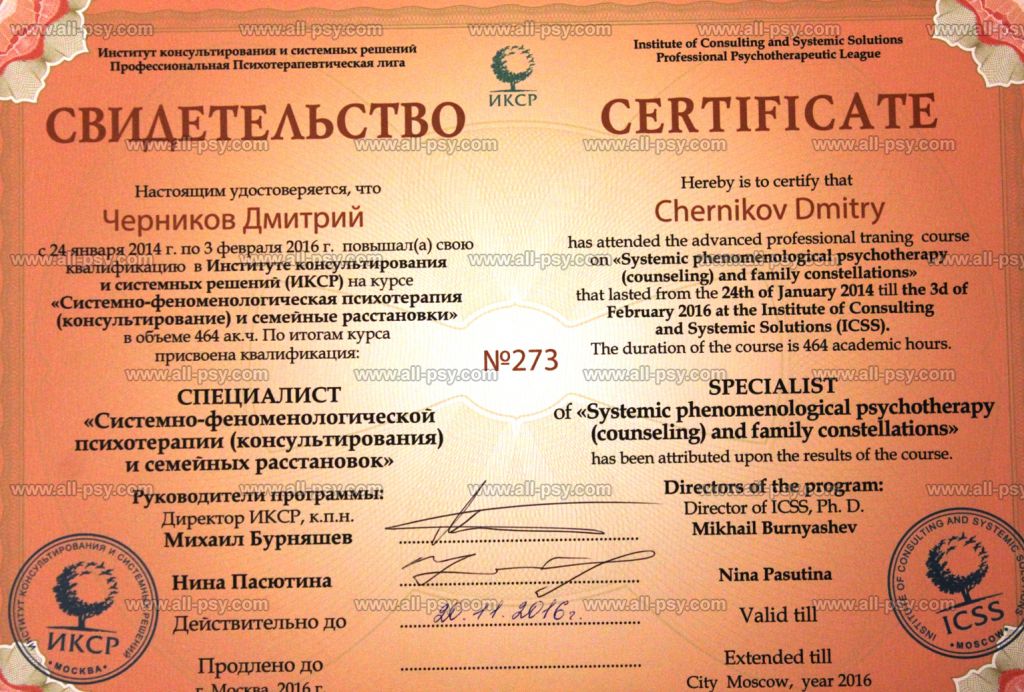 Институт консультирования и системных решений
Профессиональная Психотерапевтическая лига
ИКСР
Institute of Consulting and Systemic Solutions
Professional Psychotherapeutic League
СВИДЕТЕЛЬСТВО
CERTIFICATE
Настоящим удостоверяется, что
Черников Дмитрий
с 24 января 2014 г. по 3 февраля 2016 г. повышал(а) свою
квалификацию в Институте консультирования
и системных решений (ИКСР) на курсе
«Системно-феноменологическая психотерапия
(консультирование) и семейные расстановки»
в объеме 464 ак.ч. По итогам курса
присвоена квалификация:
СПЕЦИАЛИСТ
«Системно-феноменологической
психотерапии (консультирования)
и семейных расстановок»
Hereby is to certify that
Chernikov Dmitry
has attended the advanced professional traning course
on «Systemic phenomenological psychotherapy
(counseling) and family constellations»
that lasted from the 24th of January 2014 till the 3d of
February 2016 at the Institute of Consulting
and Systemic Solutions (ICSS).
The duration of the course is 464 academic hours.
SPECIALIST
of «Systemic phenomenological psychotherapy
(counseling) and family constellations»
has been attributed upon the results of the course.
№273
Руководители программы:
Директор ИКСР, к.п.н.
Михаил Бурняшев
Нина Пасютина
Действительно до
Продлено до
г. Москва, 2016 г.
20.11.2016г.
Directors of the program:
Director of ICSS, Ph. D.
Mikhail Burnyashev
Nina Pasutina
Valid till
Extended till
City Moscow, year 2016
ИНСТИТУТ КОНСУЛЬТИРОВАНИЯ И СИСТЕМНЫХ РЕШЕНИЙ
ИКСР
• МОСКВА •
INSTITUTE OF CONSULTING AND SYSTEMIC
ICSS
• MOSCOW •
www.all-psy.com